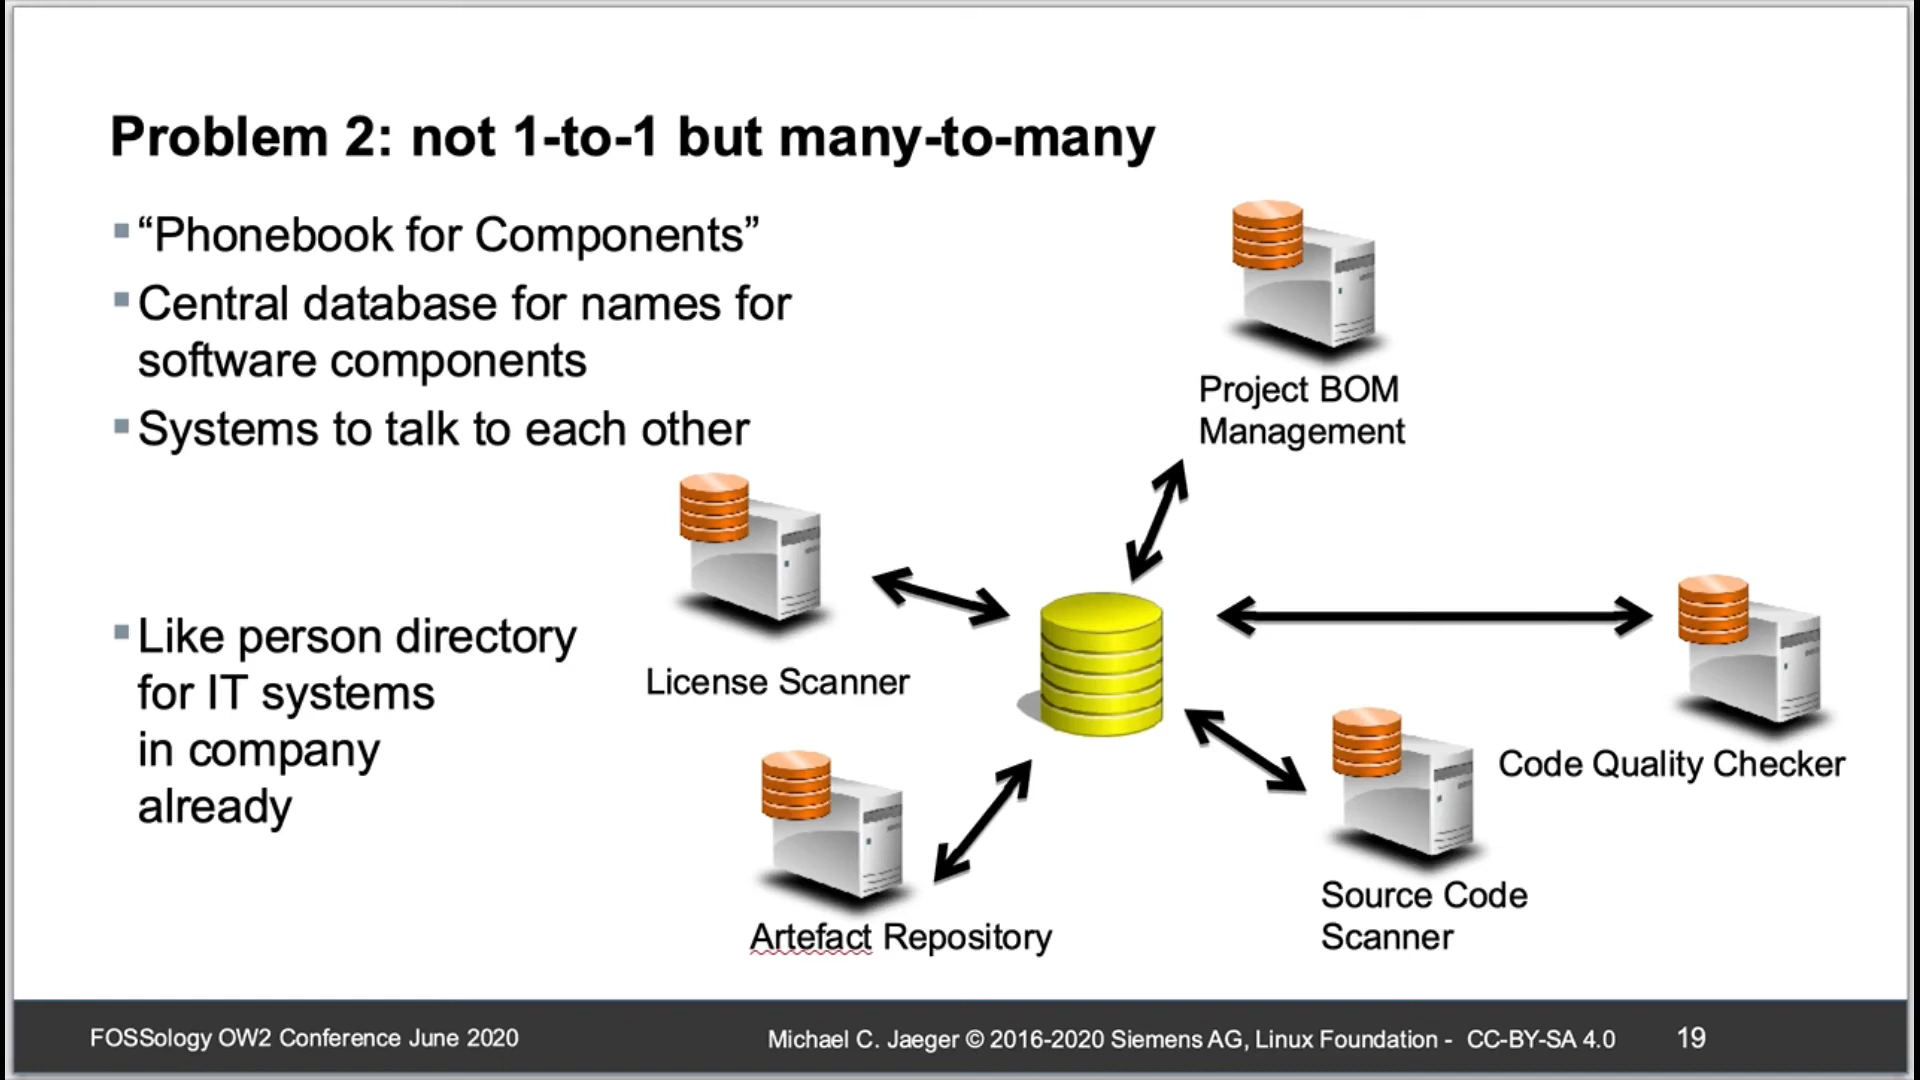 Problem 2: not 1-to-1 but many-to-many
“Phonebook for Components”
Central database for names for
software components
Systems to talk to each other
Like person directory
for IT systems
in company
already
Project BOM
Management
License Scanner
Code Quality Checker
Source Code
Scanner
Artefact Repository
FOSSology OW2 Conference June 2020
Michael C. Jaeger © 2016-2020 Siemens AG, Linux Foundation - CC-BY-SA 4.0
19